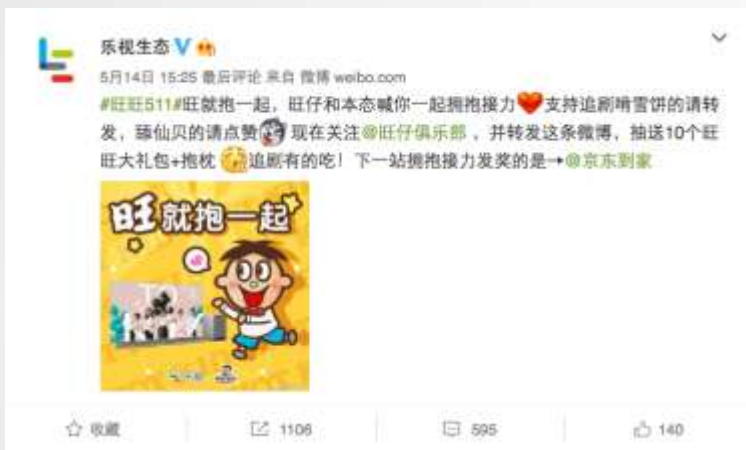 乐视生态
5月14日 15:25 最后评论 来自 微博 weibo.com
#旺旺511#旺就抱一起，旺仔和本态喊你一起拥抱接力❤️支持追剧啃雪饼的请转
发，舔仙贝的请点赞 现在关注@旺仔俱乐部 ，并转发这条微博，抽送10个旺
旺大礼包+抱枕 追剧有的吃！下一站拥抱接力发奖的是→@京东到家
旺就抱一起
收藏
1106
595
140